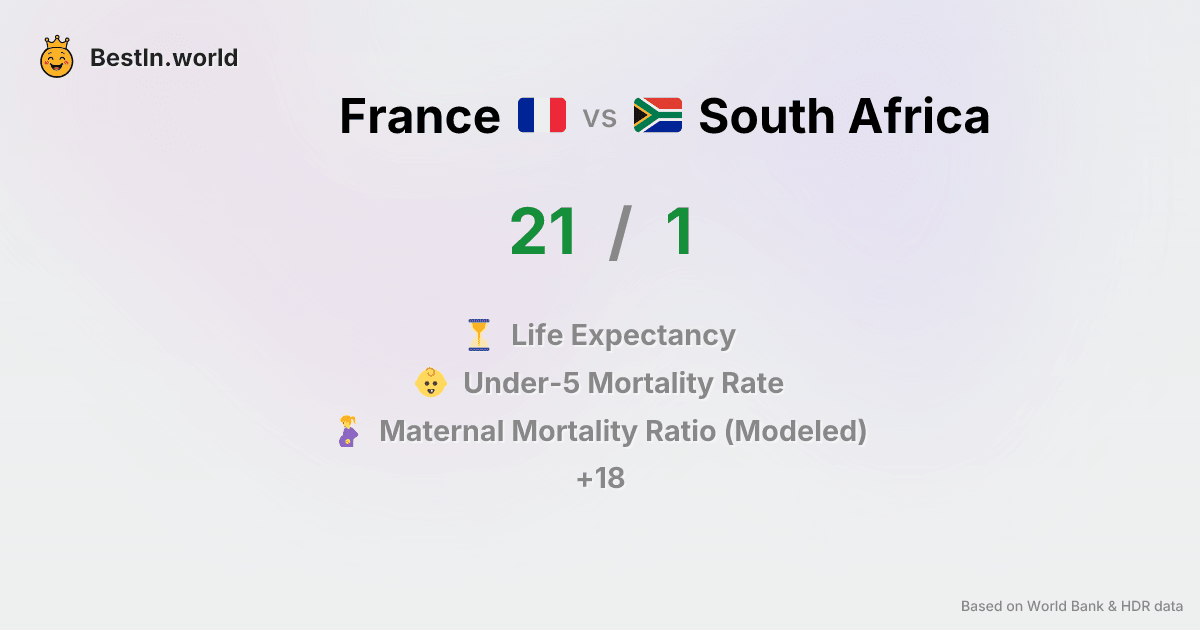 BestIn.world
France vs South Africa
21 / 1
Life Expectancy
Under-5 Mortality Rate
Maternal Mortality Ratio (Modeled)
+18
Based on World Bank & HDR data